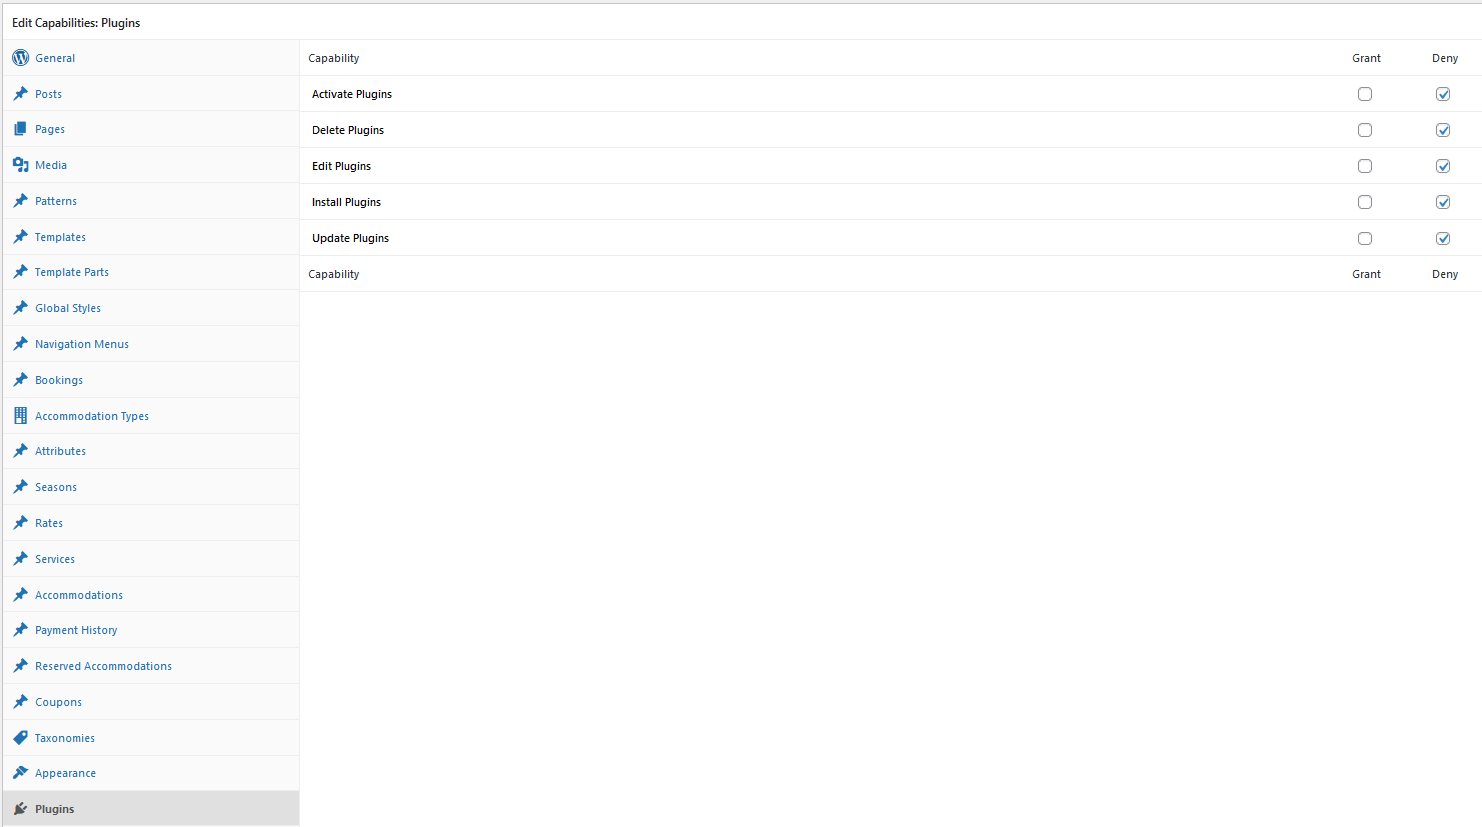 Edit Capabilities: Plugins
General
Posts
Pages
Media
Patterns
Templates
Template Parts
Global Styles
Navigation Menus
Bookings
Accommodation Types
Attributes
Seasons
Rates
Services
Accommodations
Payment History
Reserved Accommodations
Coupons
Taxonomies
Appearance
Plugins
Capability Grant Deny
Activate Plugins
Delete Plugins
Edit Plugins
Install Plugins
Update Plugins
Capability Grant Deny